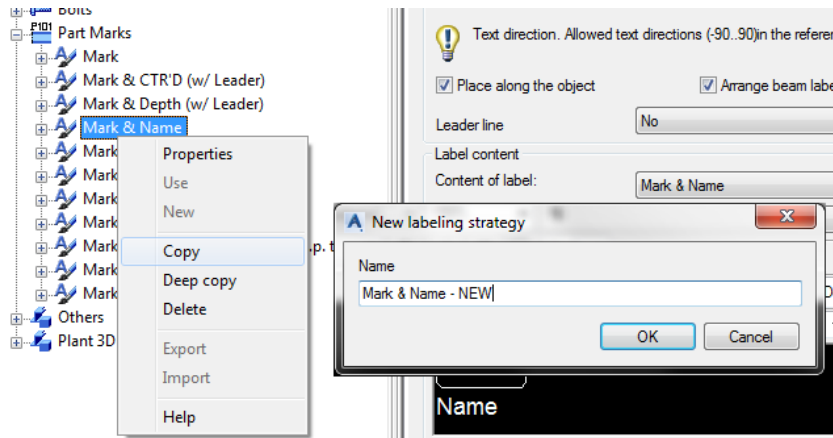 Bolts
P101 Part Marks
Mark
Mark & CTR'D (w/ Leader)
Mark & Depth (w/ Leader)
Mark & Name
Mark
Mark
Mark
Mark
Mark .p. t
Mark
Mark
Others
Plant 3D
Properties
Use
New
Copy
Deep copy
Delete
Export
Import
Help
Text direction. Allowed text directions (-90..90)in the referen
Place along the object
Arrange beam labe
Leader line
No
Label content
Content of label:
Mark & Name
New labeling strategy
Name
Mark & Name - NEW
OK
Cancel
Name